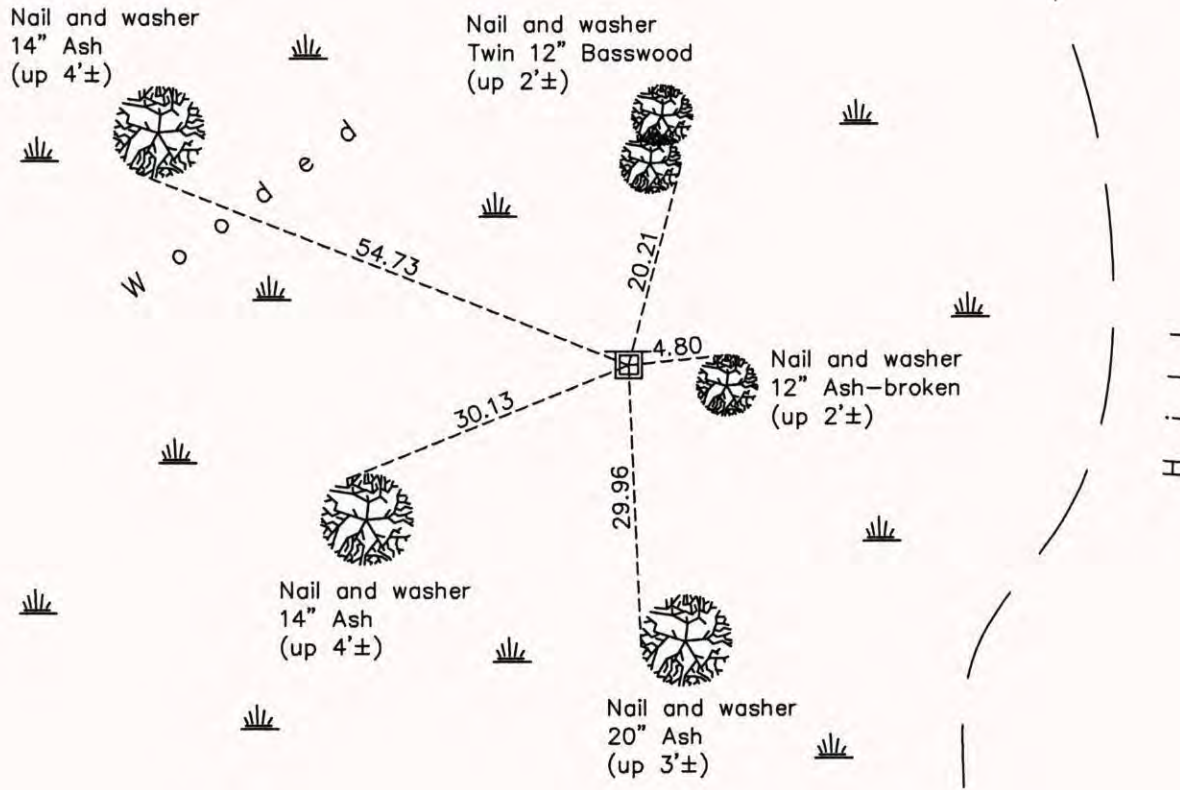 Nail and washer
14" Ash
(up 4'±)
Nail and washer
Twin 12" Basswood
(up 2'±)
Wooded
54.73
20.21
4.80
Nail and washer
12" Ash-broken
(up 2'±)
30.13
29.96
Hill
Nail and washer
14" Ash
(up 4'±)
Nail and washer
20" Ash
(up 3'±)